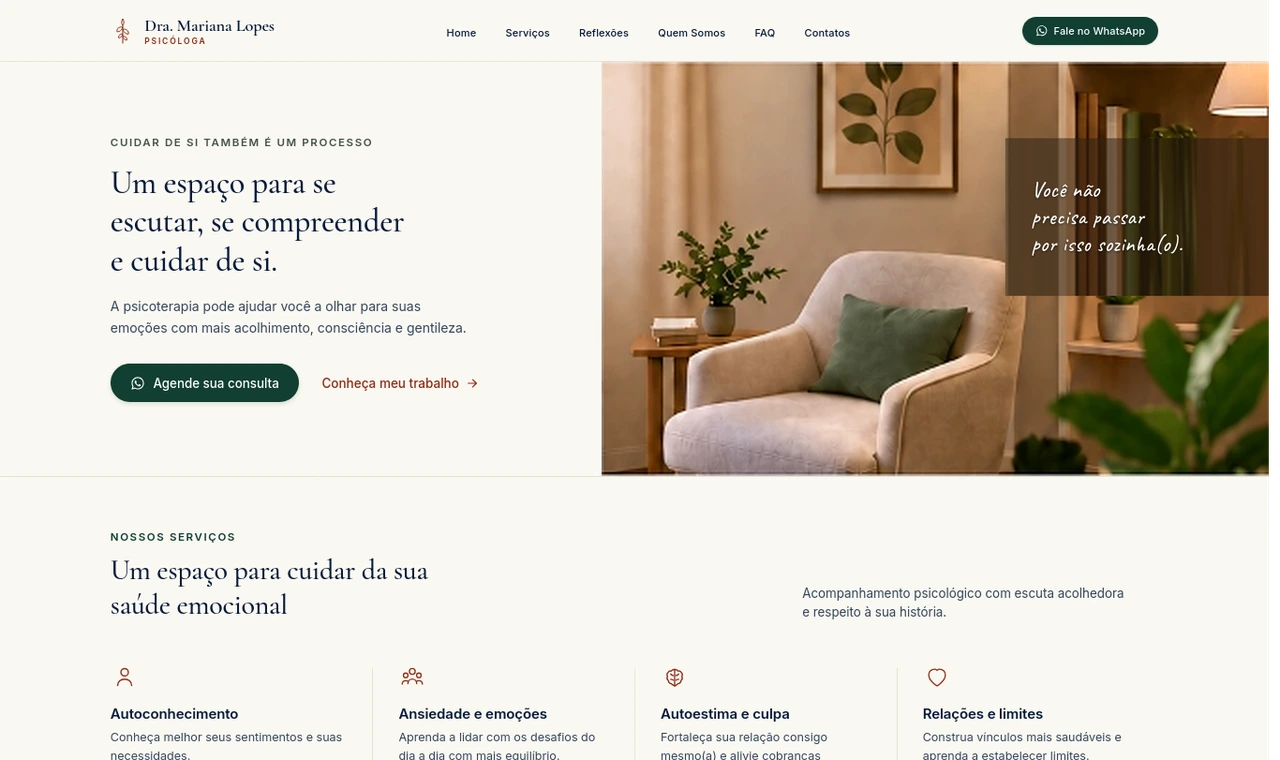 Dra. Mariana Lopes
PSICÓLOGA
Home
Serviços
Reflexões
Quem Somos
FAQ
Contatos
Fale no WhatsApp
CUIDAR DE SI TAMBÉM É UM PROCESSO
Um espaço para se
escutar, se compreender
e cuidar de si.
A psicoterapia pode ajudar você a olhar para suas
emoções com mais acolhimento, consciência e gentileza.
Agende sua consulta
Conheça meu trabalho →
Você não
precisa passar
por isso sozinha(o).
NOSSOS SERVIÇOS
Um espaço para cuidar da sua
saúde emocional
Acompanhamento psicológico com escuta acolhedora
e respeito à sua história.
Autoconhecimento
Conheça melhor seus sentimentos e suas
necessidades.
Ansiedade e emoções
Aprenda a lidar com os desafios do
dia a dia com mais equilíbrio.
Autoestima e culpa
Fortaleça sua relação consigo
mesmo(a) e alivie cobranças
Relações e limites
Construa vínculos mais saudáveis e
aprenda a estabelecer limites.